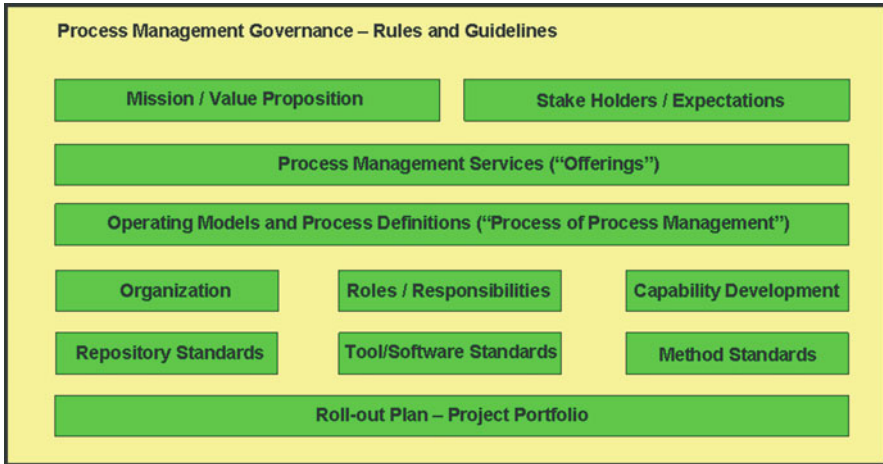 Process Management Governance – Rules and Guidelines
Mission / Value Proposition
Stake Holders / Expectations
Process Management Services (“Offerings”)
Operating Models and Process Definitions (“Process of Process Management”)
Organization
Roles / Responsibilities
Capability Development
Repository Standards
Tool/Software Standards
Method Standards
Roll-out Plan – Project Portfolio